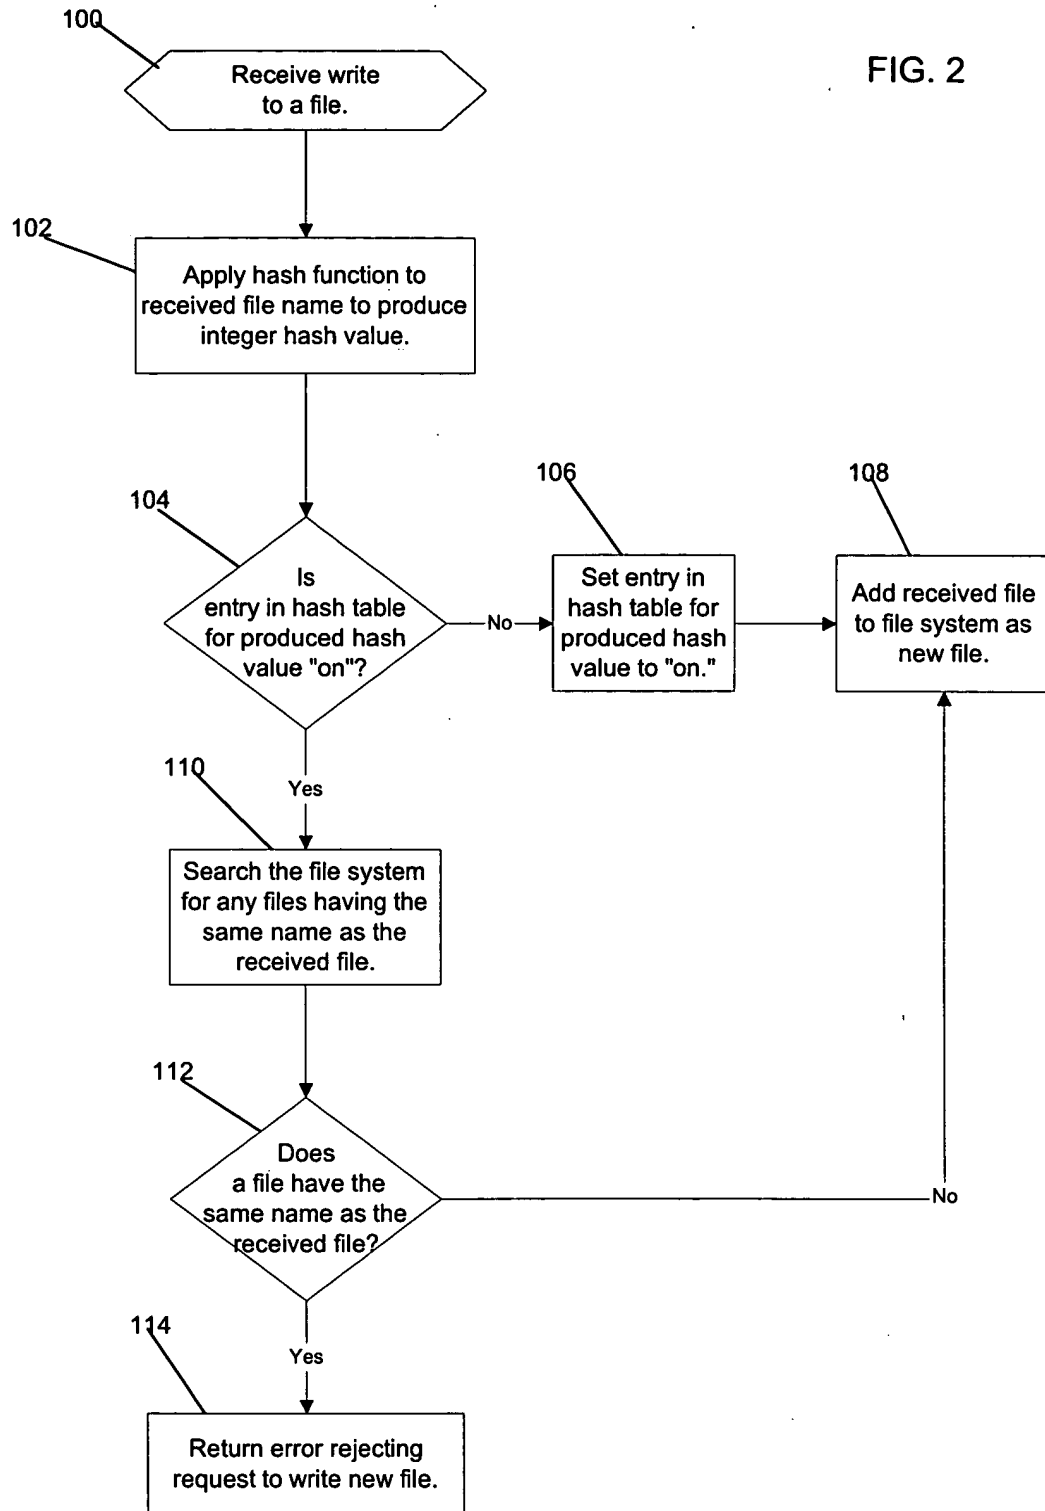 100
FIG. 2
Receive write
to a file.
102
Apply hash function to
received file name to produce
integer hash value.
104
106
108
Is
entry in hash table
for produced hash
value "on"?
No
Set entry in
hash table for
produced hash
value to "on."
Add received file
to file system as
new file.
110
Yes
Search the file system
for any files having the
same name as the
received file.
112
Does
a file have the
same name as the
received file?
No
114
Yes
Return error rejecting
request to write new file.